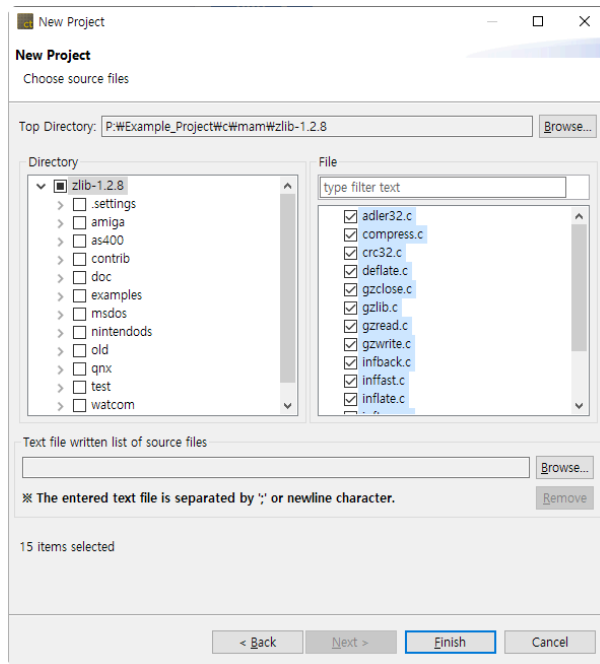 ct New Project
New Project
Choose source files
Top Directory: P:₩Example_Project₩c₩mam₩zlib-1.2.8 Browse...
Directory
zlib-1.2.8
.settings
amiga
as400
contrib
doc
examples
msdos
nintendods
old
qnx
test
watcom
File
type filter text
adler32.c
compress.c
crc32.c
deflate.c
gzclose.c
gzlib.c
gzread.c
gzwrite.c
infback.c
inffast.c
inflate.c
Text file written list of source files
Browse...
※ The entered text file is separated by ';' or newline character. Remove
15 items selected
< Back Next > Finish Cancel